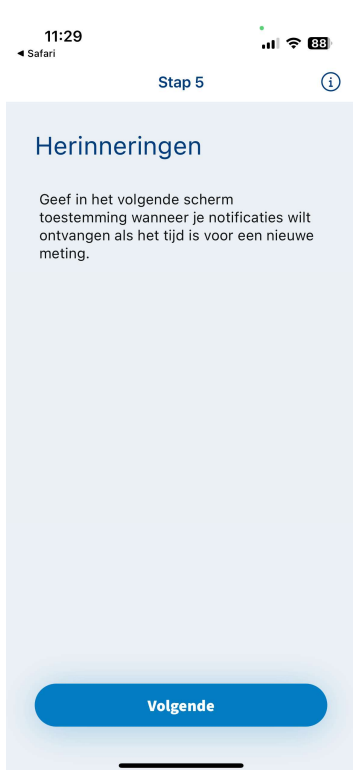 11:29
88
◀ Safari
Stap 5
Herinneringen
Geef in het volgende scherm
toestemming wanneer je notificaties wilt
ontvangen als het tijd is voor een nieuwe
meting.
Volgende